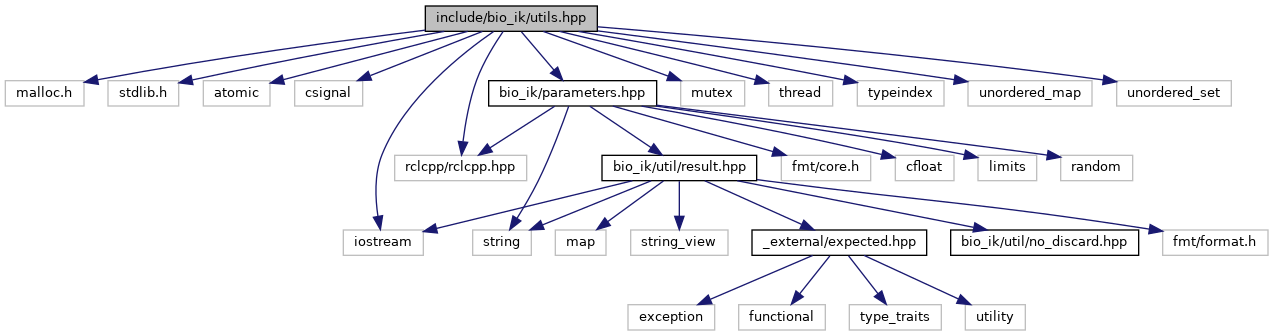 include/bio_ik/utils.hpp
malloc.h
stdlib.h
atomic
csignal
bio_ik/parameters.hpp
mutex
thread
typeindex
unordered_map
unordered_set
rclcpp/rclcpp.hpp
bio_ik/util/result.hpp
fmt/core.h
cfloat
limits
random
iostream
string
map
string_view
_external/expected.hpp
bio_ik/util/no_discard.hpp
fmt/format.h
exception
functional
type_traits
utility